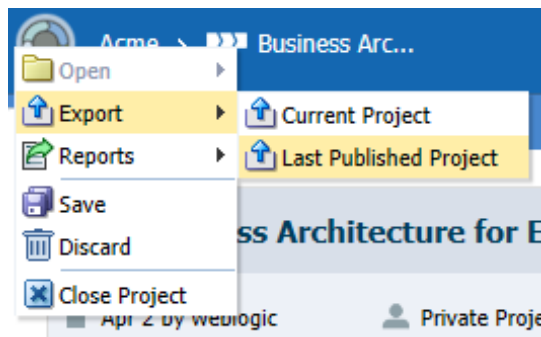 Acme > Business Arc...
Open
Export
Current Project
Reports
Last Published Project
Save
Discard
ss Architecture for E
Close Project
Apr 2 by weblogic
Private Proje